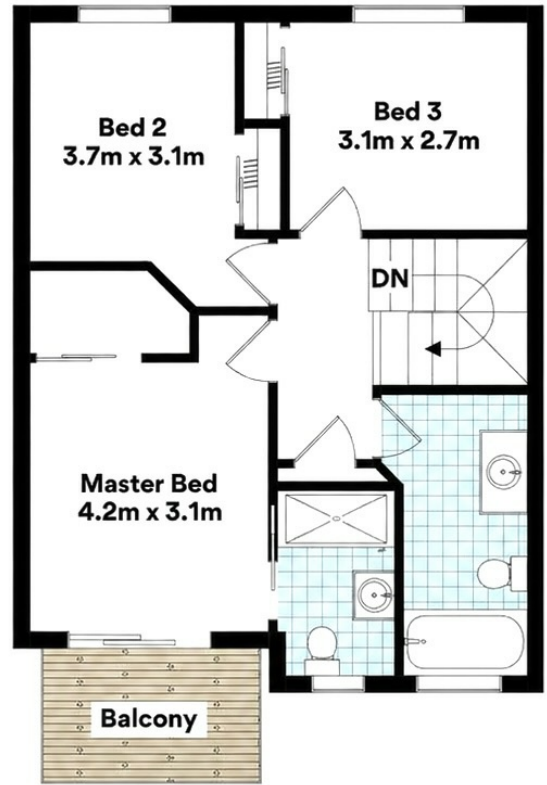 Bed 2
3.7m x 3.1m
Bed 3
3.1m x 2.7m
DN
Master Bed
4.2m x 3.1m
Balcony